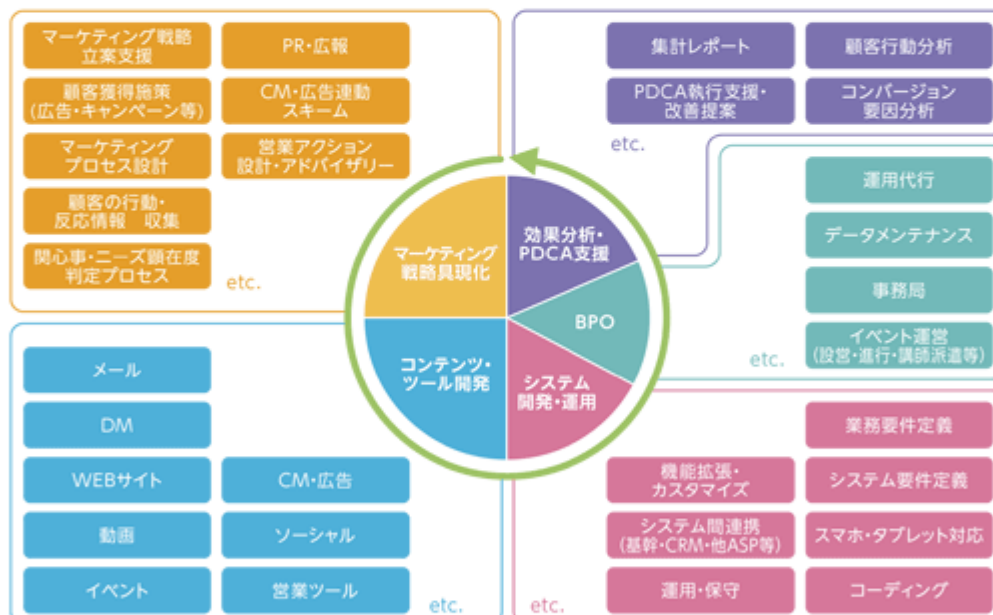 マーケティング戦略
立案支援
PR・広報
顧客獲得施策
(広告・キャンペーン等)
CM・広告連動
スキーム
マーケティング
プロセス設計
営業アクション
設計・アドバイザリー
顧客の行動・
反応情報 収集
関心事・ニーズ顕在度
判定プロセス
etc.
集計レポート
顧客行動分析
PDCA執行支援・
改善提案
コンバージョン
要因分析
etc.
運用代行
データメンテナンス
事務局
イベント運営
(設営・進行・講師派遣等)
etc.
マーケティング
戦略具現化
効果分析・
PDCA支援
BPO
コンテンツ・
ツール開発
システム
開発・運用
メール
DM
WEBサイト
CM・広告
動画
ソーシャル
イベント
営業ツール
etc.
業務要件定義
機能拡張・
カスタマイズ
システム要件定義
システム間連携
(基幹・CRM・他ASP等)
スマホ・タブレット対応
運用・保守
コーディング
etc.